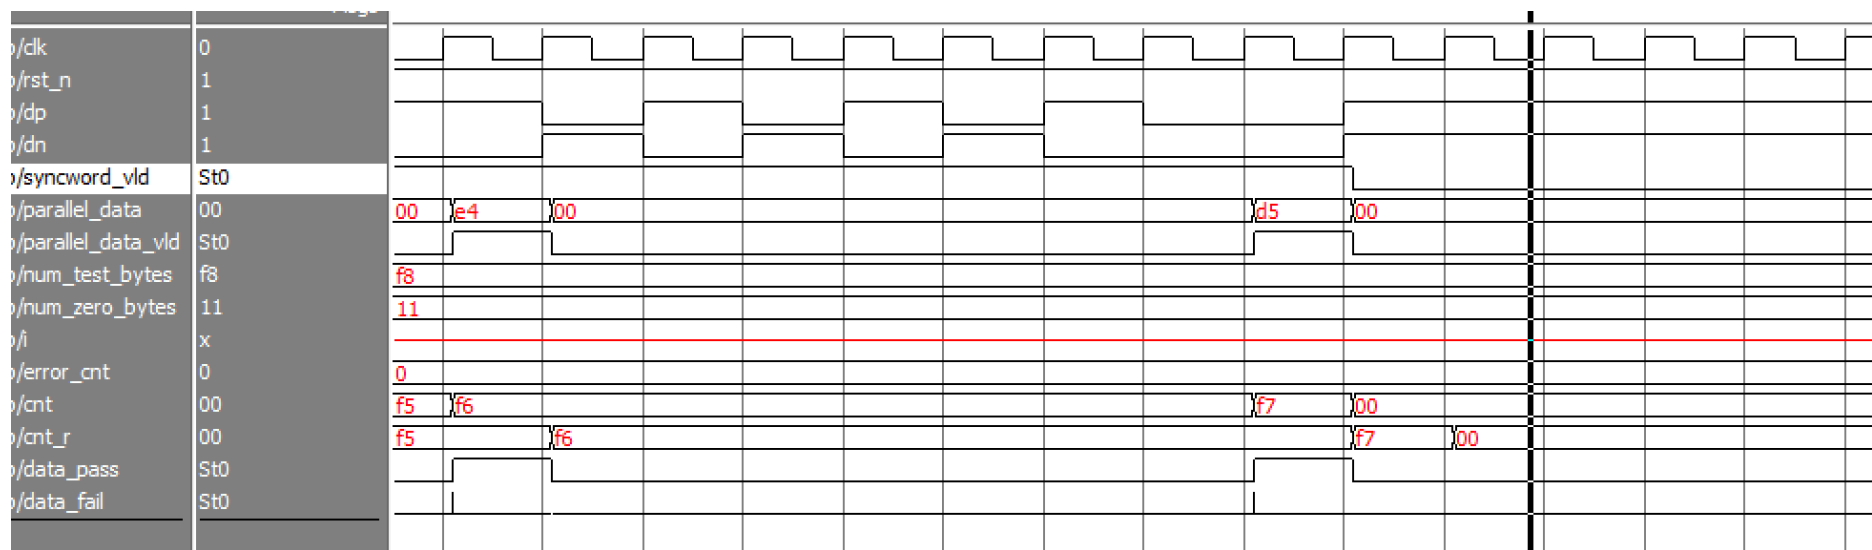 o/clk 0
o/rst_n 1
o/dp 1
o/dn 1
o/syncword_vld St0
o/parallel_data 00 00 e4 00 d5 00
o/parallel_data_vld St0
o/num_test_bytes f8 f8
o/num_zero_bytes 11 11
o/i x
o/error_cnt 0 0
o/cnt 00 f5 f6 f7 00
o/cnt_r 00 f5 f6 f7 00
o/data_pass St0
o/data_fail St0